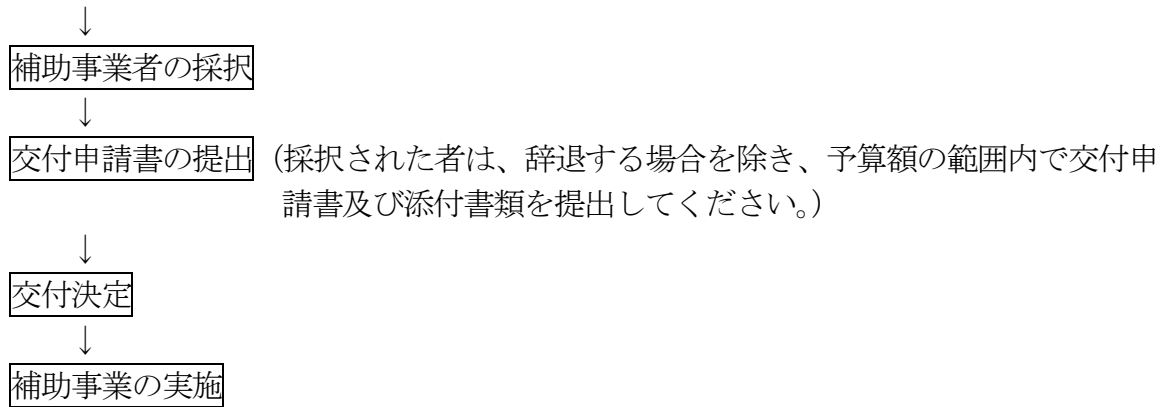 ↓
補助事業者の採択
↓
交付申請書の提出（採択された者は、辞退する場合を除き、予算額の範囲内で交付申
請書及び添付書類を提出してください。）
↓
交付決定
↓
補助事業の実施